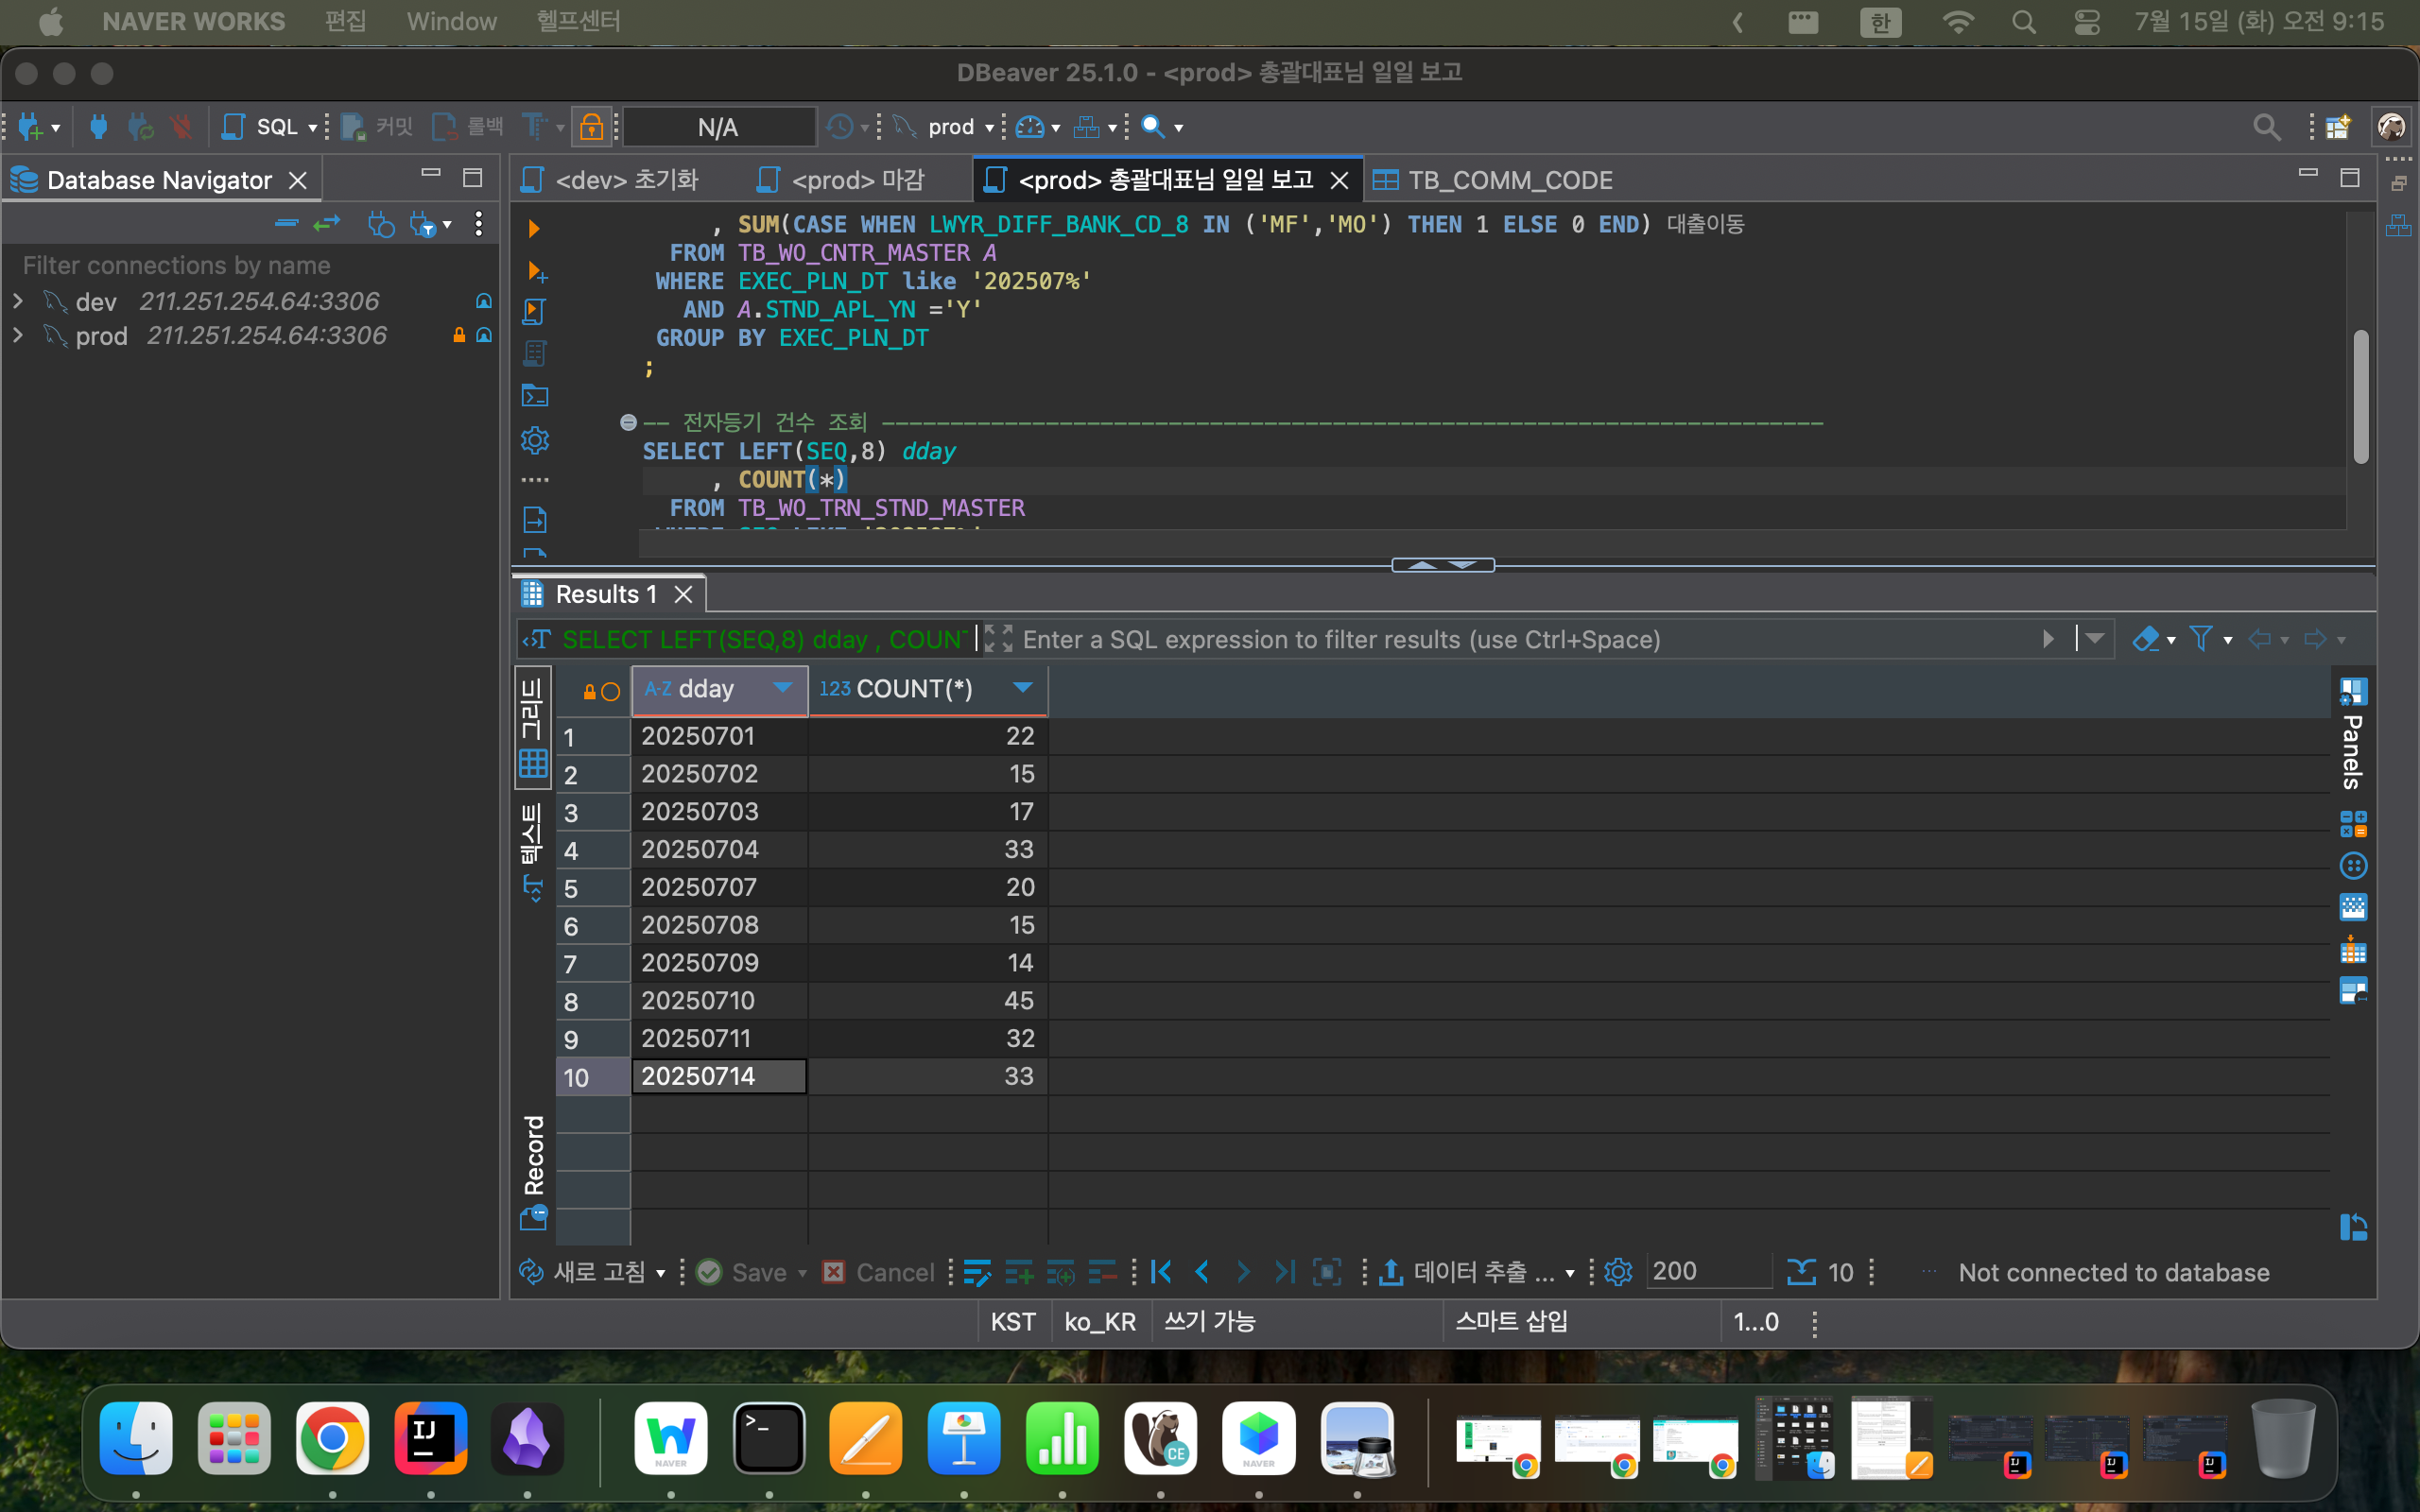 NAVER WORKS 편집 Window 헬프센터 한 7월 15일 (화) 오전 9:15
DBeaver 25.1.0 - <prod> 총괄대표님 일일 보고
SQL 커밋 롤백 N/A prod
Database Navigator
Filter connections by name
dev 211.251.254.64:3306
prod 211.251.254.64:3306
<dev> 초기화 <prod> 마감 <prod> 총괄대표님 일일 보고 TB_COMM_CODE
, SUM(CASE WHEN LWYR_DIFF_BANK_CD_8 IN ('MF','MO') THEN 1 ELSE 0 END) 대출이동
FROM TB_WO_CNTR_MASTER A
WHERE EXEC_PLN_DT like '202507%'
AND A.STND_APL_YN ='Y'
GROUP BY EXEC_PLN_DT
;
-- 전자등기 건수 조회 ---------------------------------------------------------------------
SELECT LEFT(SEQ,8) dday
, COUNT(*)
FROM TB_WO_TRN_STND_MASTER
Results 1
SELECT LEFT(SEQ,8) dday , COUN Enter a SQL expression to filter results (use Ctrl+Space)
그리드
텍스트
Record
Panels
A-Z dday 123 COUNT(*)
1 20250701 22
2 20250702 15
3 20250703 17
4 20250704 33
5 20250707 20
6 20250708 15
7 20250709 14
8 20250710 45
9 20250711 32
10 20250714 33
새로 고침 Save Cancel 데이터 추출 ... 200 10 Not connected to database
KST ko_KR 쓰기 가능 스마트 삽입 1...0
IJ
NAVER
CE
NAVER